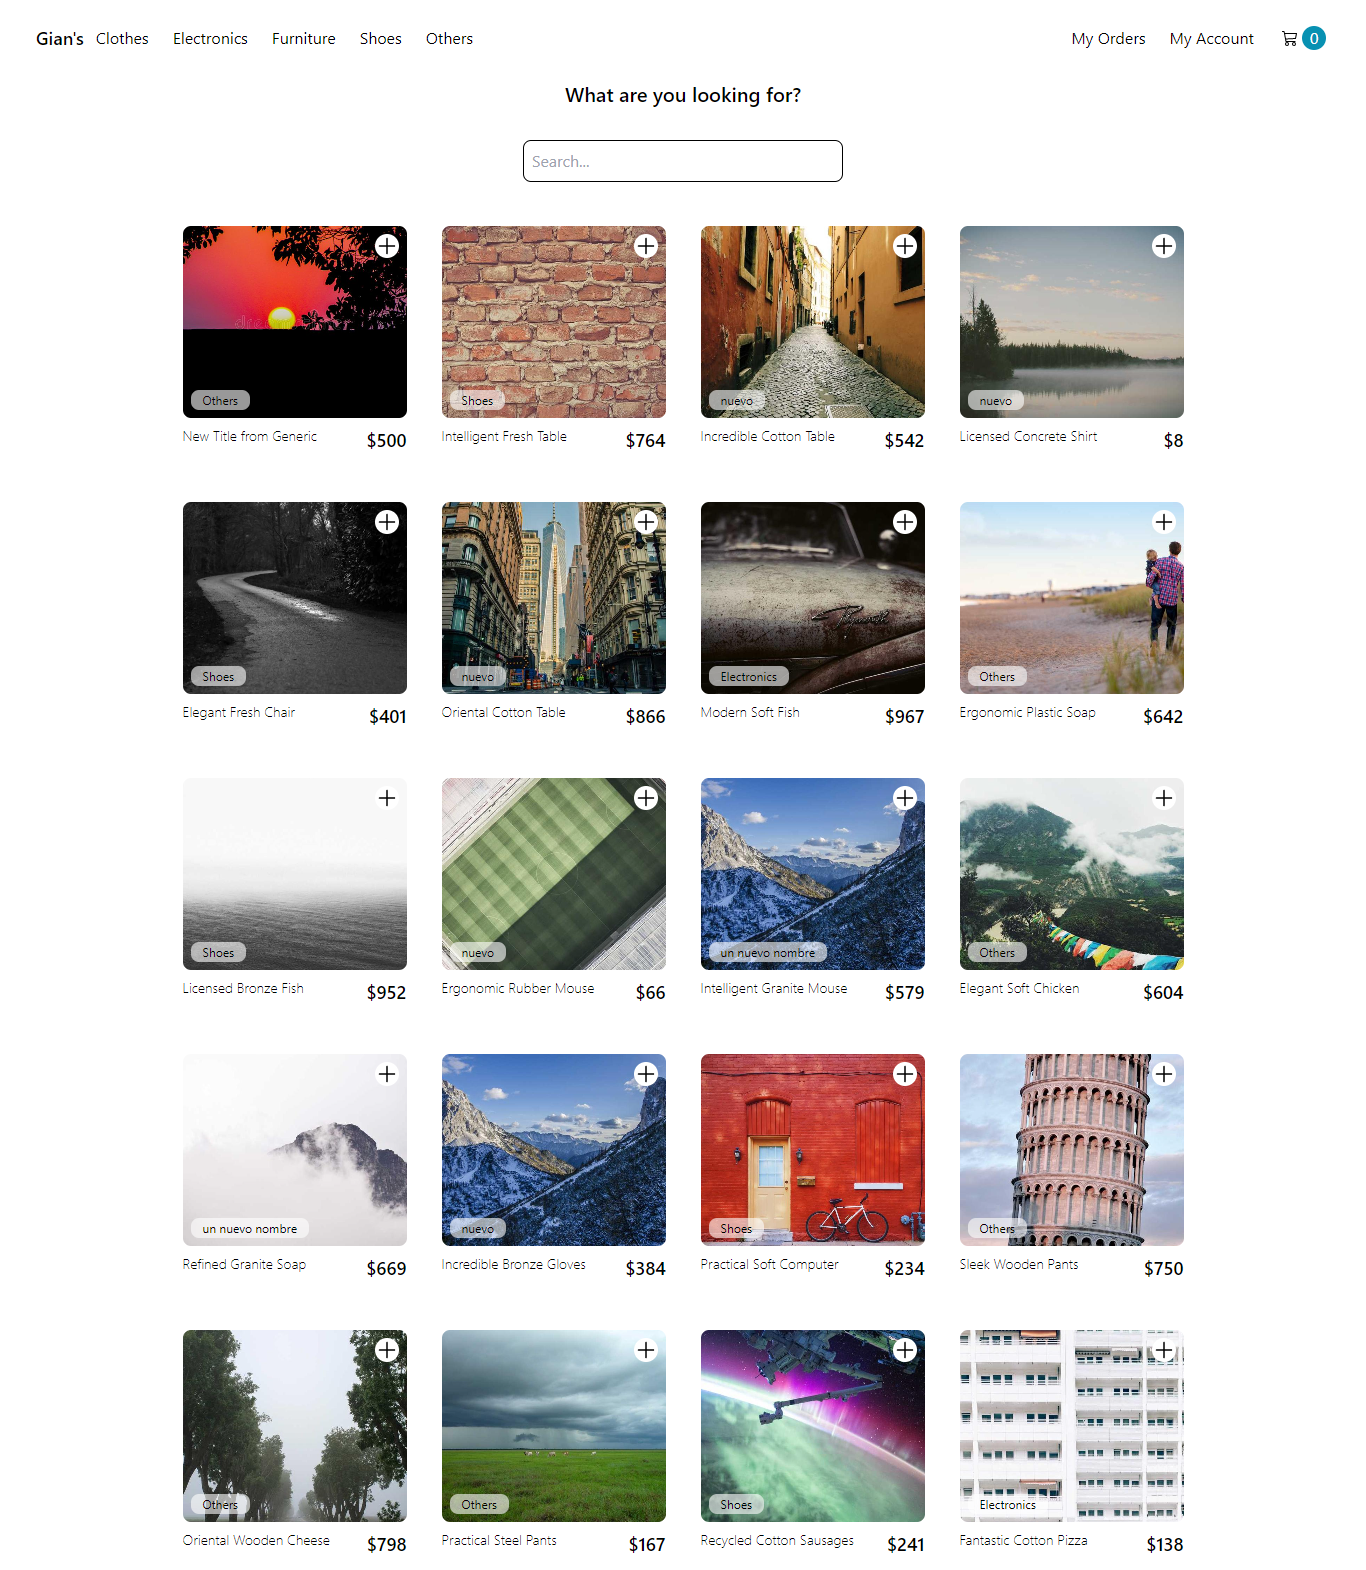 Gian's Clothes Electronics Furniture Shoes Others My Orders My Account 0
What are you looking for?
Search...
Others Shoes nuevo nuevo
New Title from Generic $500 Intelligent Fresh Table $764 Incredible Cotton Table $542 Licensed Concrete Shirt $8
Shoes nuevo Electronics Others
Elegant Fresh Chair $401 Oriental Cotton Table $866 Modern Soft Fish $967 Ergonomic Plastic Soap $642
Shoes nuevo un nuevo nombre Others
Licensed Bronze Fish $952 Ergonomic Rubber Mouse $66 Intelligent Granite Mouse $579 Elegant Soft Chicken $604
un nuevo nombre nuevo Shoes Others
Refined Granite Soap $669 Incredible Bronze Gloves $384 Practical Soft Computer $234 Sleek Wooden Pants $750
Others Others Shoes Electronics
Oriental Wooden Cheese $798 Practical Steel Pants $167 Recycled Cotton Sausages $241 Fantastic Cotton Pizza $138